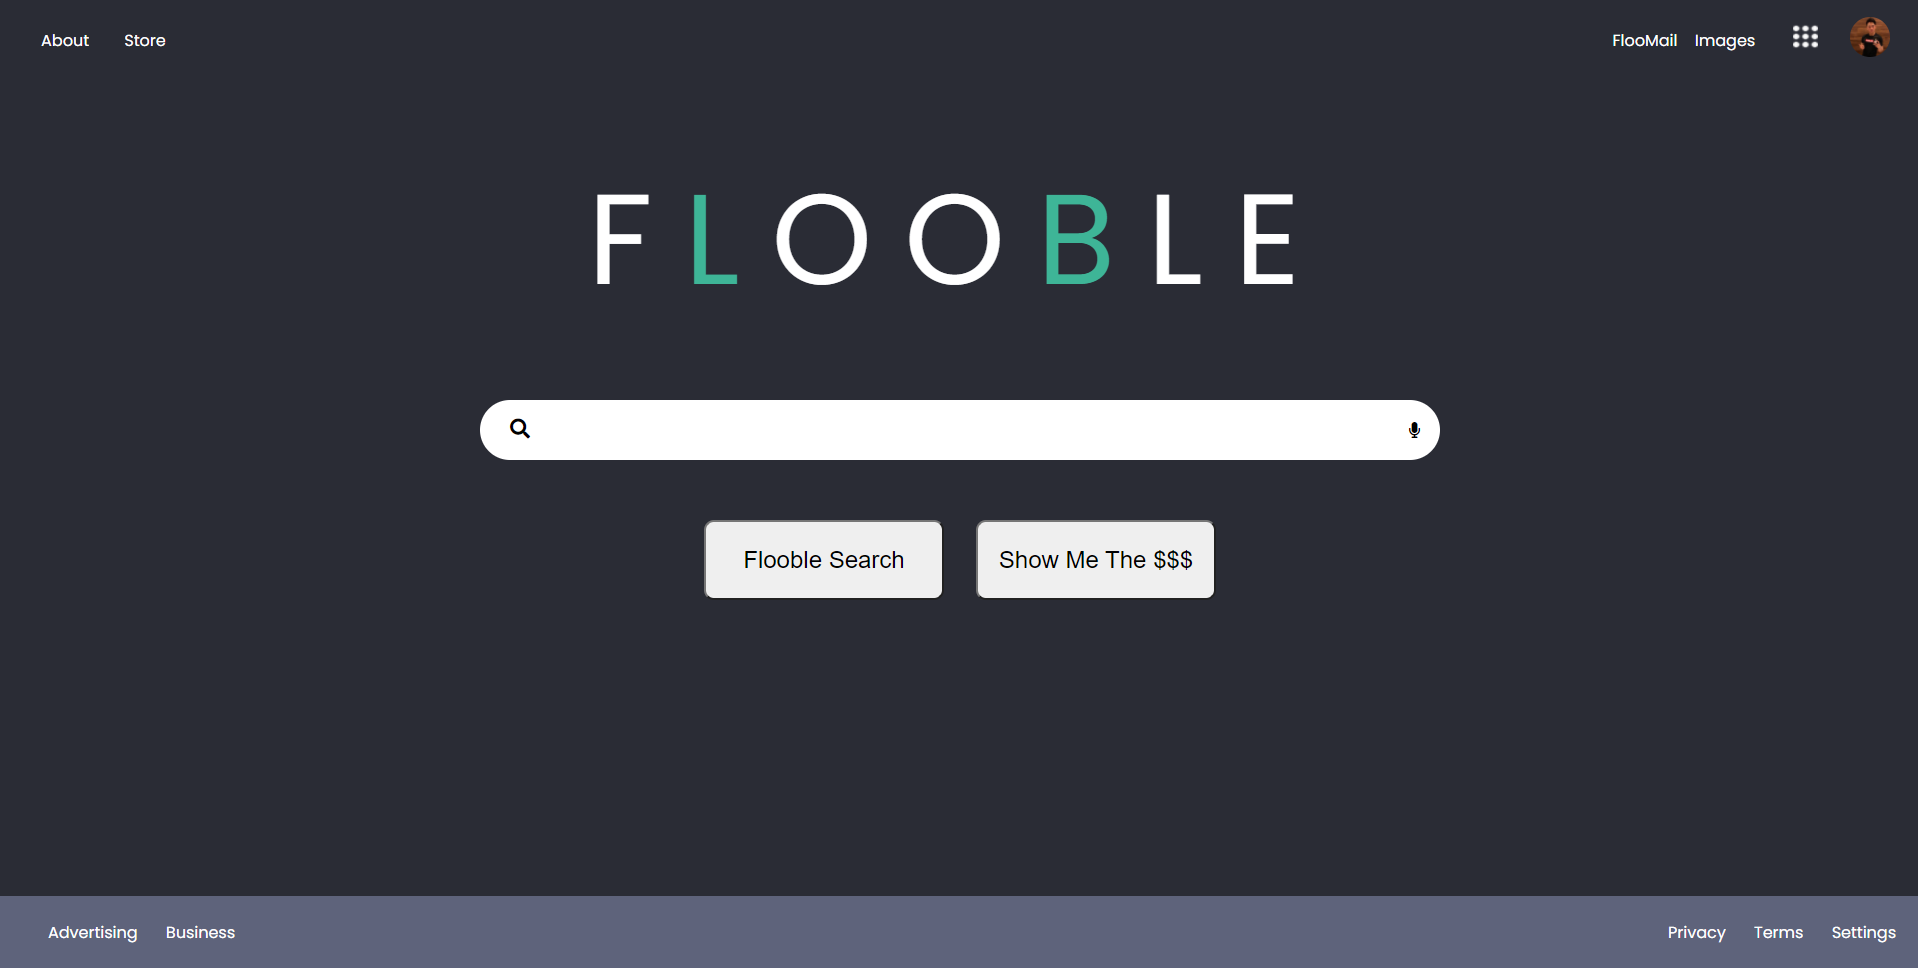 About Store FlooMail Images
FLOOBLE
Flooble Search Show Me The $$$
Advertising Business Privacy Terms Settings